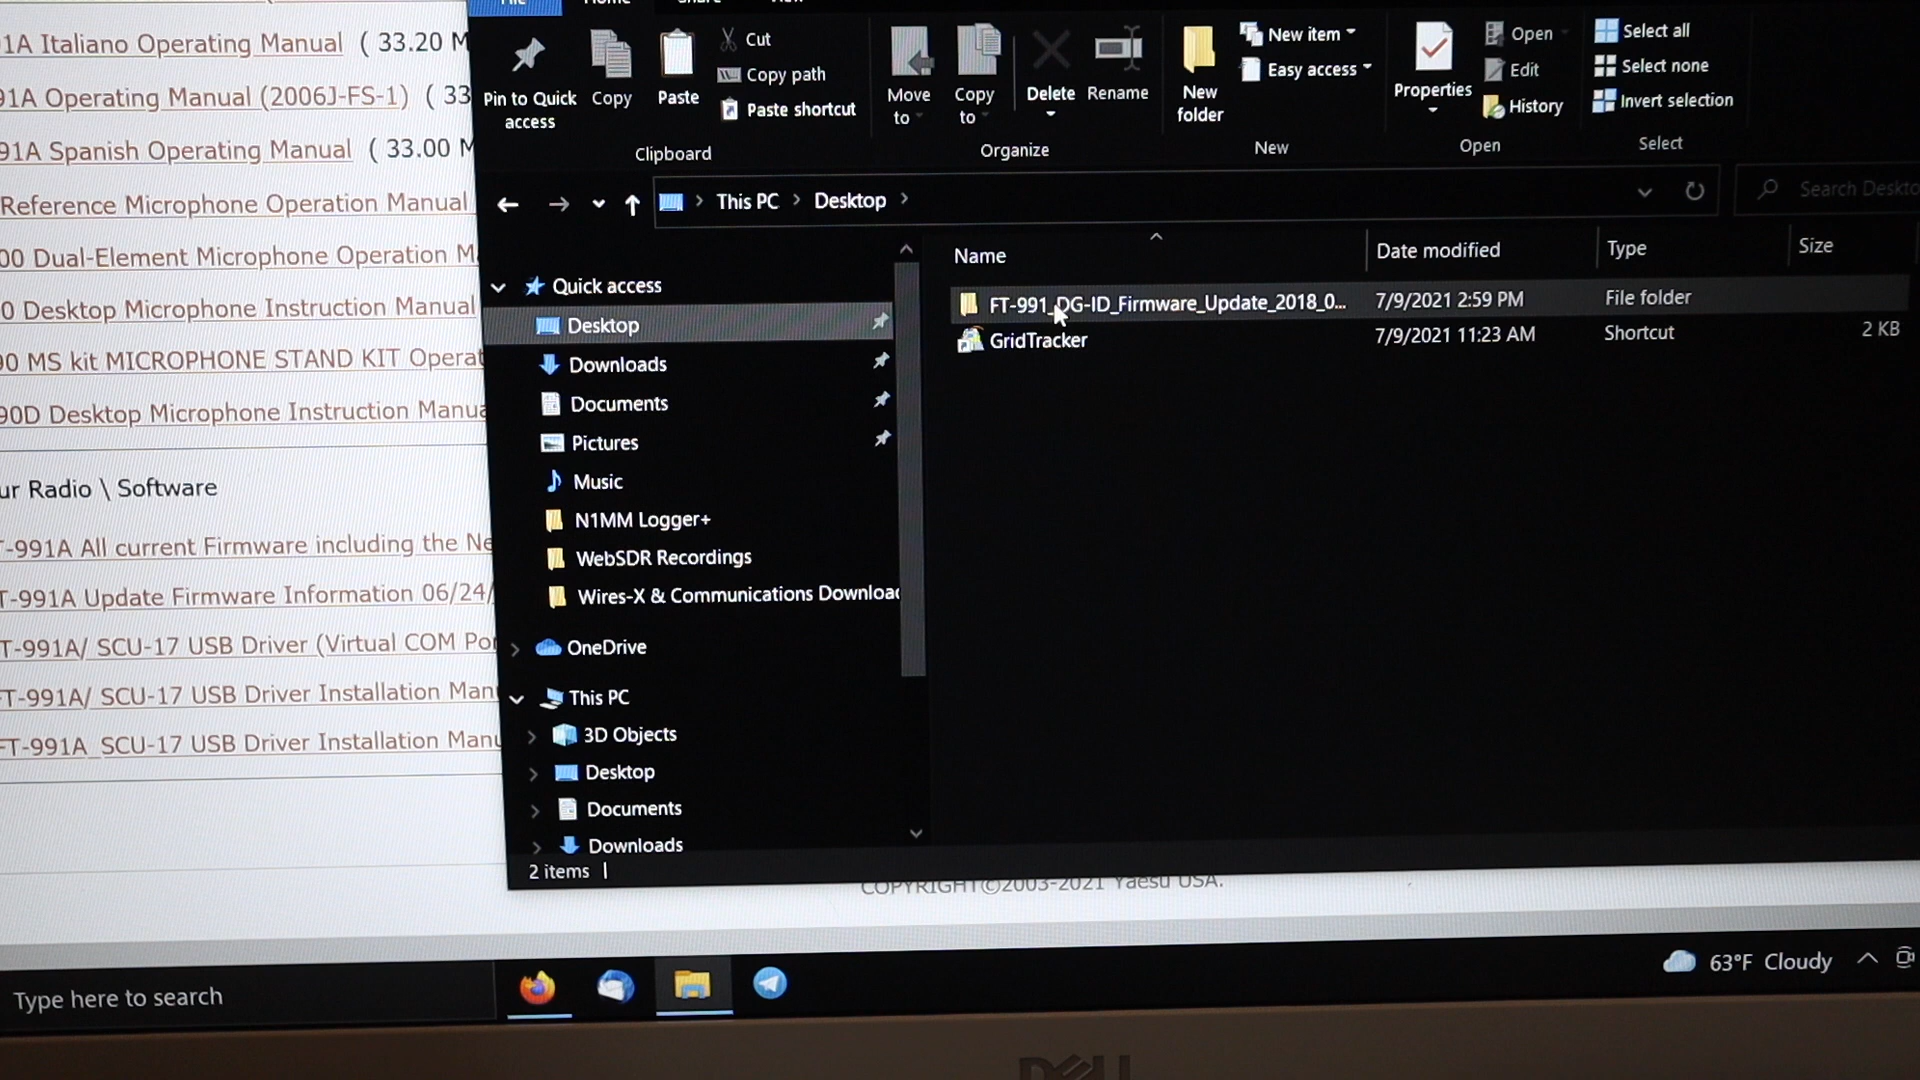 File
Home
Share
View
1A Italiano Operating Manual ( 33.20 M
91A Operating Manual (2006J-FS-1) ( 33
91A Spanish Operating Manual ( 33.00 M
Reference Microphone Operation Manual
00 Dual-Element Microphone Operation M
0 Desktop Microphone Instruction Manual
90 MS kit MICROPHONE STAND KIT Operat
90D Desktop Microphone Instruction Manua
ur Radio \ Software
T-991A All current Firmware including the Ne
T-991A Update Firmware Information 06/24/
T-991A/ SCU-17 USB Driver (Virtual COM Po
FT-991A/ SCU-17 USB Driver Installation Man
FT-991A_SCU-17 USB Driver Installation Manu
Pin to Quick access
Copy
Paste
Cut
Copy path
Paste shortcut
Clipboard
Move to
Copy to
Delete
Rename
Organize
New folder
New item
Easy access
New
Properties
Open
Edit
History
Open
Select all
Select none
Invert selection
Select
This PC > Desktop >
Search Deskto
Quick access
Desktop
Downloads
Documents
Pictures
Music
N1MM Logger+
WebSDR Recordings
Wires-X & Communications Downloa
OneDrive
This PC
3D Objects
Desktop
Documents
Downloads
2 items
Name Date modified Type Size
FT-991_DG-ID_Firmware_Update_2018_0... 7/9/2021 2:59 PM File folder
GridTracker 7/9/2021 11:23 AM Shortcut 2 KB
COPYRIGHT©2003-2021 Yaesu USA.
Type here to search
63°F Cloudy
DELL